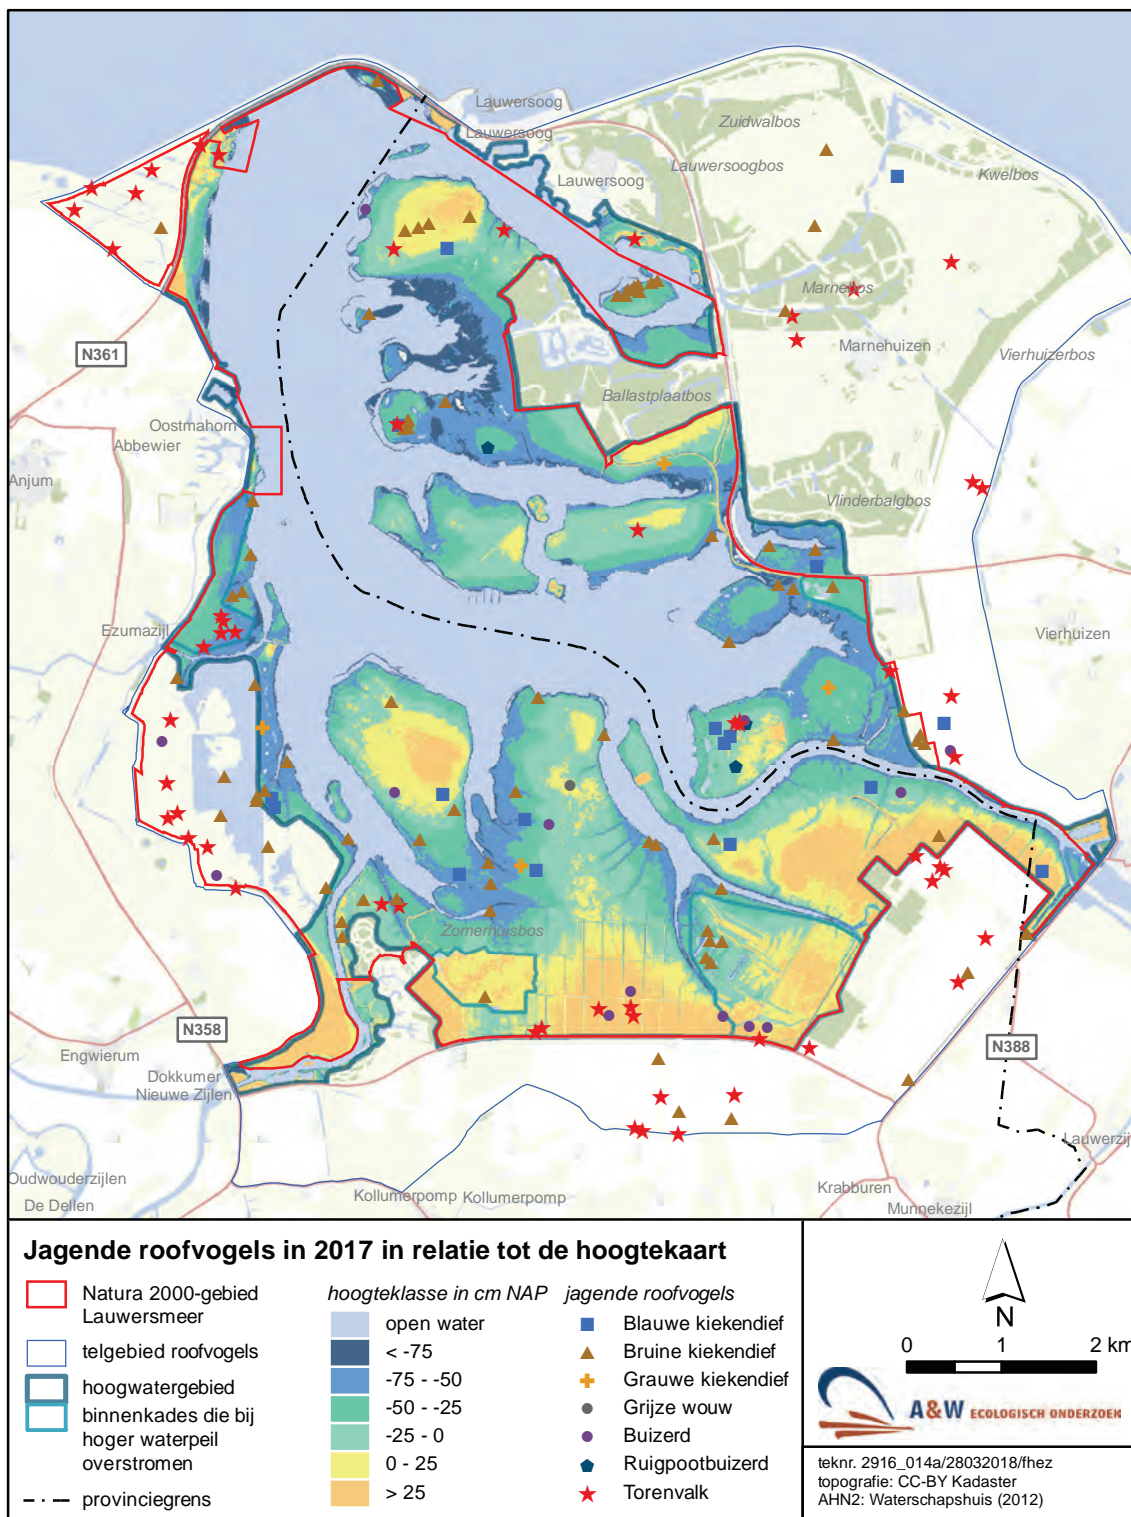 Lauwersoog
Zuidwalbos
Lauwersoog
Lauwersoogbos
Kwelbos
Lauwersoog
Marnebos
N361
Marnehuizen
Vierhuizerbos
Ballastplaatbos
Oostmahorn
Abbewier
Anjum
Vlinderbalgbos
Ezumazijl
Vierhuizen
Zomerhuisbos
N358
N388
Engwierum
Dokkumer
Nieuwe Zijlen
Lauwerzijl
Oudwouderzijlen
De Dellen
Kollumerpomp
Kollumerpomp
Krabburen
Munnekezijl
Jagende roofvogels in 2017 in relatie tot de hoogtekaart
Natura 2000-gebied
Lauwersmeer
telgebied roofvogels
hoogwatergebied
binnenkades die bij
hoger waterpeil
overstromen
provinciegrens
hoogteklasse in cm NAP
open water
< -75
-75 - -50
-50 - -25
-25 - 0
0 - 25
> 25
jagende roofvogels
Blauwe kiekendief
Bruine kiekendief
Grauwe kiekendief
Grijze wouw
Buizerd
Ruigpootbuizerd
Torenvalk
N
0 1 2 km
A&W ECOLOGISCH ONDERZOEK
teknr. 2916_014a/28032018/fhez
topografie: CC-BY Kadaster
AHN2: Waterschapshuis (2012)